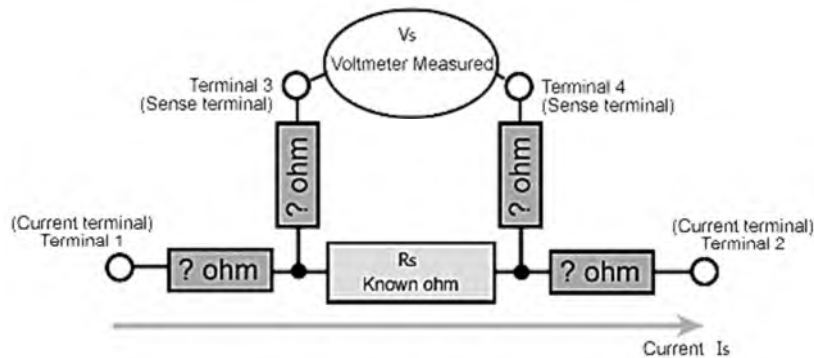 Vs
Voltmeter Measured
Terminal 3
(Sense terminal)
Terminal 4
(Sense terminal)
? ohm
? ohm
(Current terminal)
Terminal 1
(Current terminal)
Terminal 2
? ohm
Rs
Known ohm
? ohm
Current Is